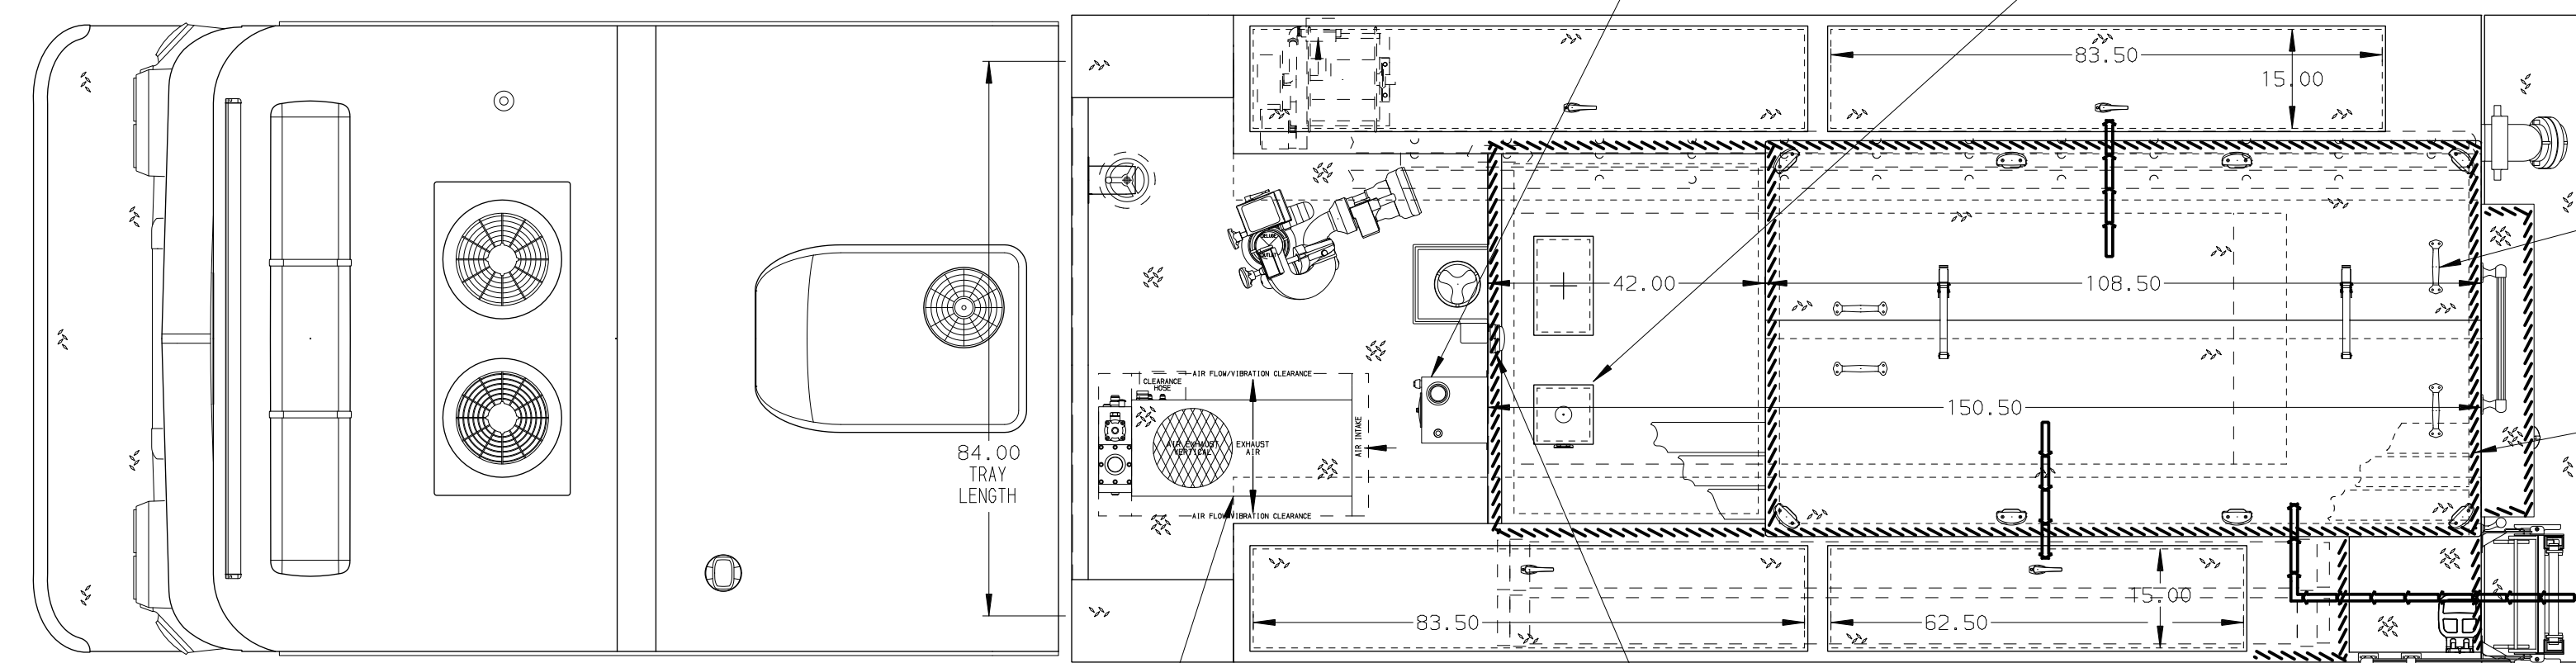 83.50
15.00
42.00
108.50
150.50
84.00
TRAY
LENGTH
AIR FLOW/VIBRATION CLEARANCE
CLEARANCE
HOSE
AIR EXHAUST
VERTICAL
EXHAUST
AIR
AIR INTAKE
AIR FLOW/VIBRATION CLEARANCE
83.50
62.50
15.00